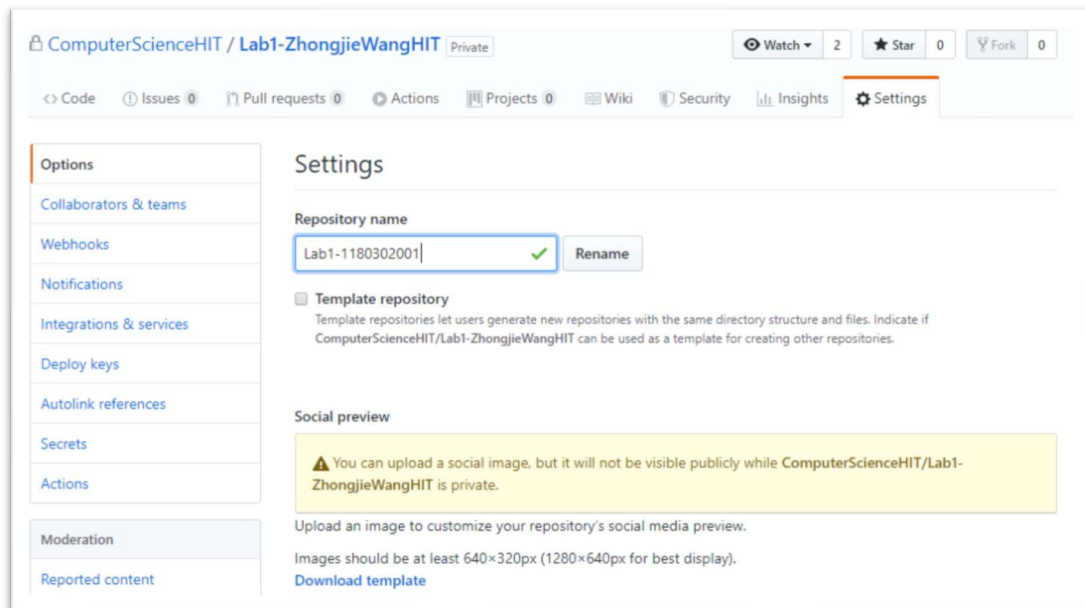 ComputerScienceHIT / Lab1-ZhongjieWangHIT Private
Watch 2 Star 0 Fork 0
<> Code Issues 0 Pull requests 0 Actions Projects 0 Wiki Security Insights Settings
Options
Collaborators & teams
Webhooks
Notifications
Integrations & services
Deploy keys
Autolink references
Secrets
Actions
Moderation
Reported content
Settings
Repository name
Lab1-1180302001 Rename
Template repository
Template repositories let users generate new repositories with the same directory structure and files. Indicate if
ComputerScienceHIT/Lab1-ZhongjieWangHIT can be used as a template for creating other repositories.
Social preview
You can upload a social image, but it will not be visible publicly while ComputerScienceHIT/Lab1-
ZhongjieWangHIT is private.
Upload an image to customize your repository's social media preview.
Images should be at least 640×320px (1280×640px for best display).
Download template